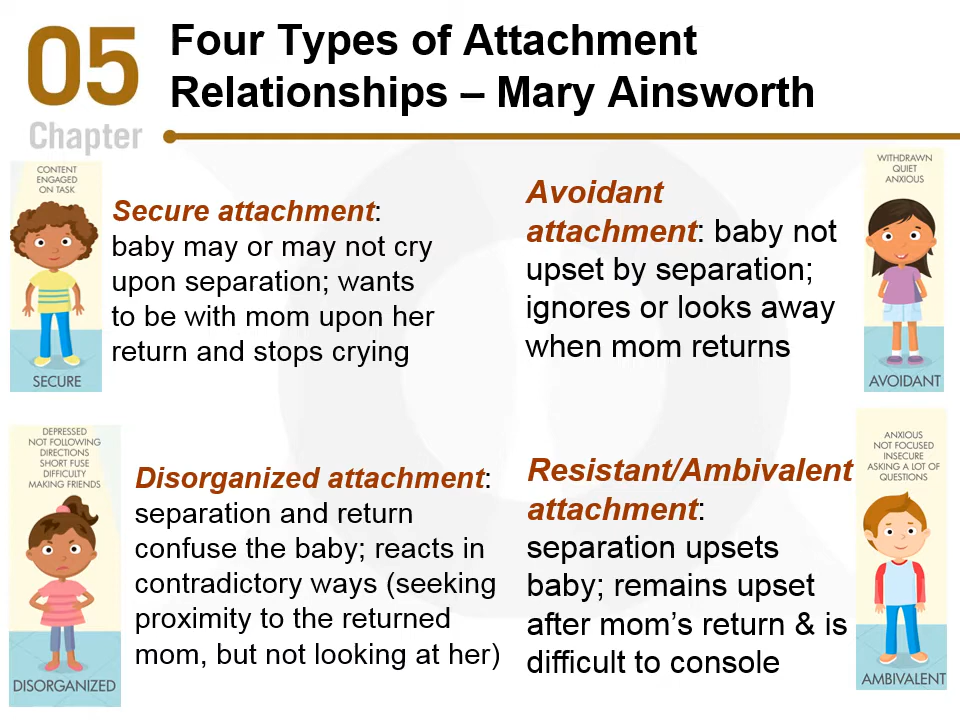 05
Chapter
Four Types of Attachment
Relationships – Mary Ainsworth
CONTENT
ENGAGED
ON TASK
SECURE
Secure attachment:
baby may or may not cry
upon separation; wants
to be with mom upon her
return and stops crying
Avoidant
attachment: baby not
upset by separation;
ignores or looks away
when mom returns
WITHDRAWN
QUIET
ANXIOUS
AVOIDANT
DEPRESSED
NOT FOLLOWING
DIRECTIONS
SHORT FUSE
DIFFICULTY
MAKING FRIENDS
DISORGANIZED
Disorganized attachment:
separation and return
confuse the baby; reacts in
contradictory ways (seeking
proximity to the returned
mom, but not looking at her)
Resistant/Ambivalent
attachment:
separation upsets
baby; remains upset
after mom’s return & is
difficult to console
ANXIOUS
NOT FOCUSED
INSECURE
ASKING A LOT OF
QUESTIONS
AMBIVALENT